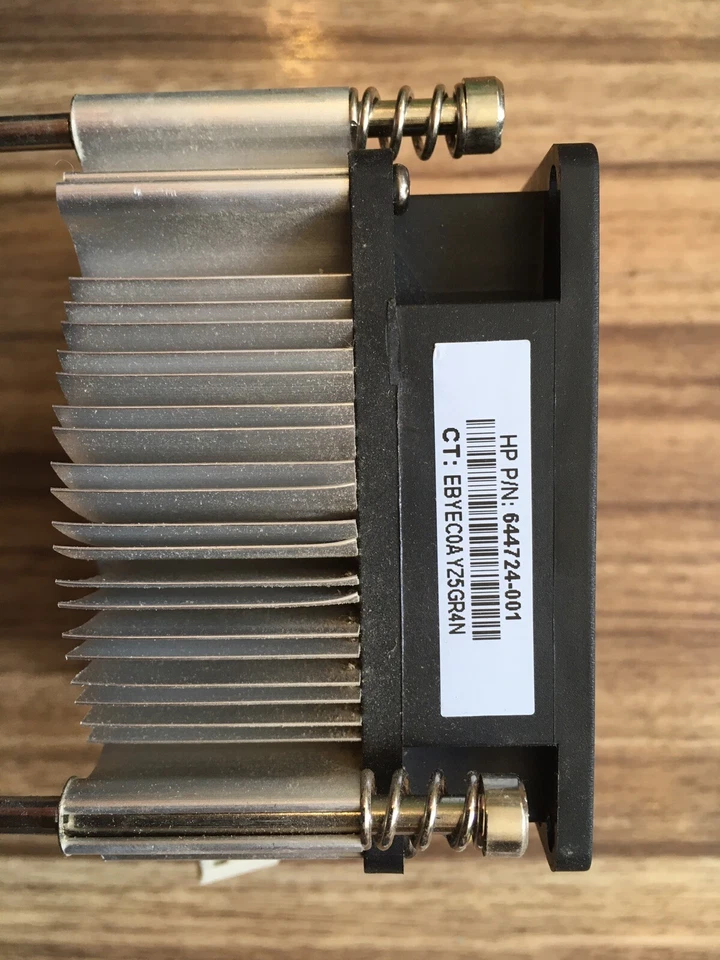 HP P/N: 644724-001
CT: EBYEC0AYZ5GR4N